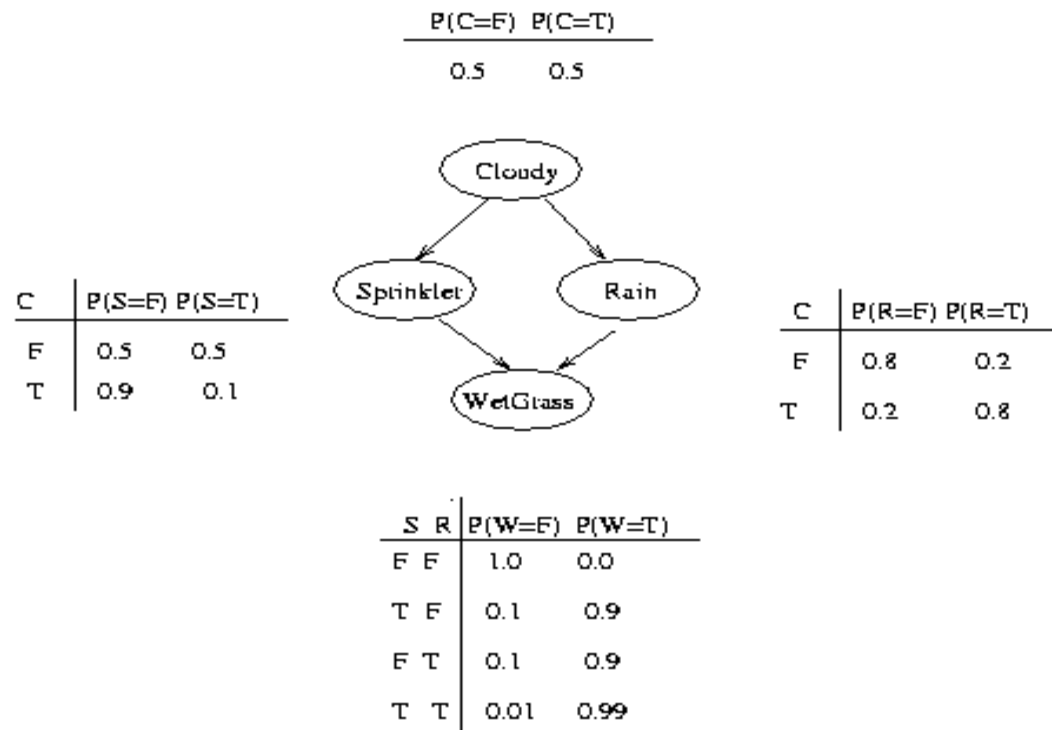 P(C=F) P(C=T)
0.5 0.5
Cloudy
Sprinkler Rain
C P(S=F) P(S=T)
F 0.5 0.5
T 0.9 0.1
C P(R=F) P(R=T)
F 0.8 0.2
T 0.2 0.8
WetGrass
S R P(W=F) P(W=T)
F F 1.0 0.0
T F 0.1 0.9
F T 0.1 0.9
T T 0.01 0.99